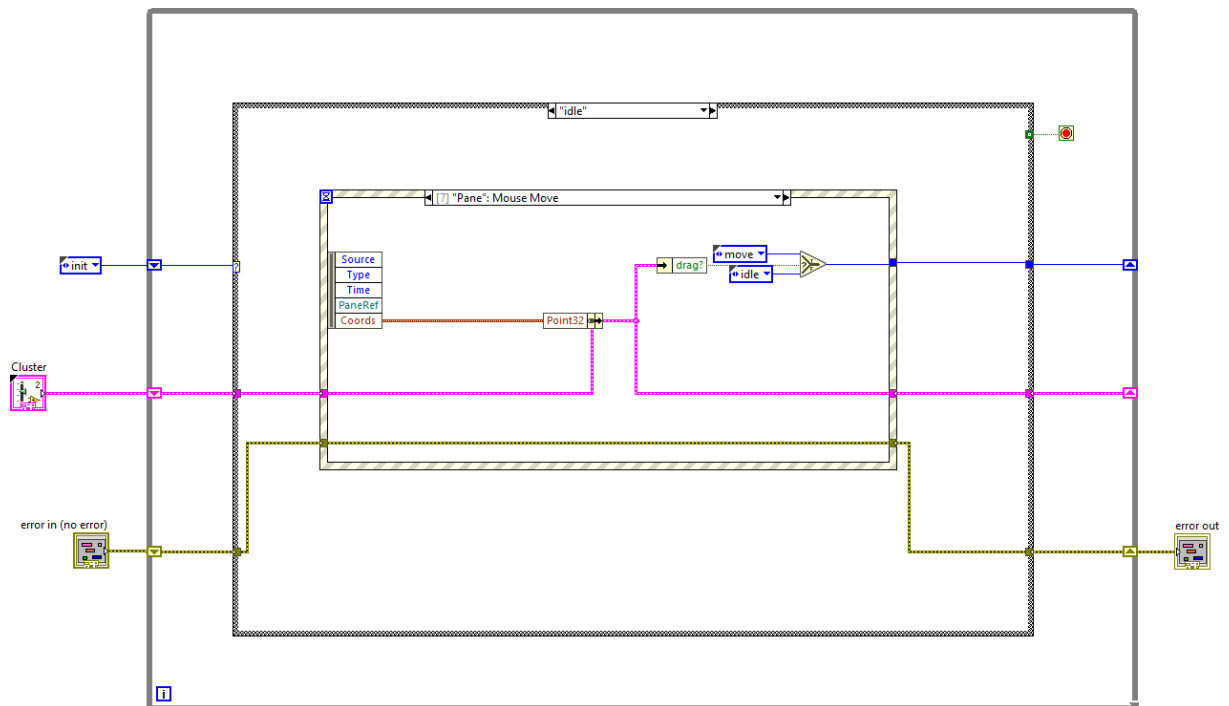 "idle"
[7] "Pane": Mouse Move
Source
Type
Time
PaneRef
Coords
Point32
drag?
move
idle
init
?
Cluster
2
error in (no error)
error out
i